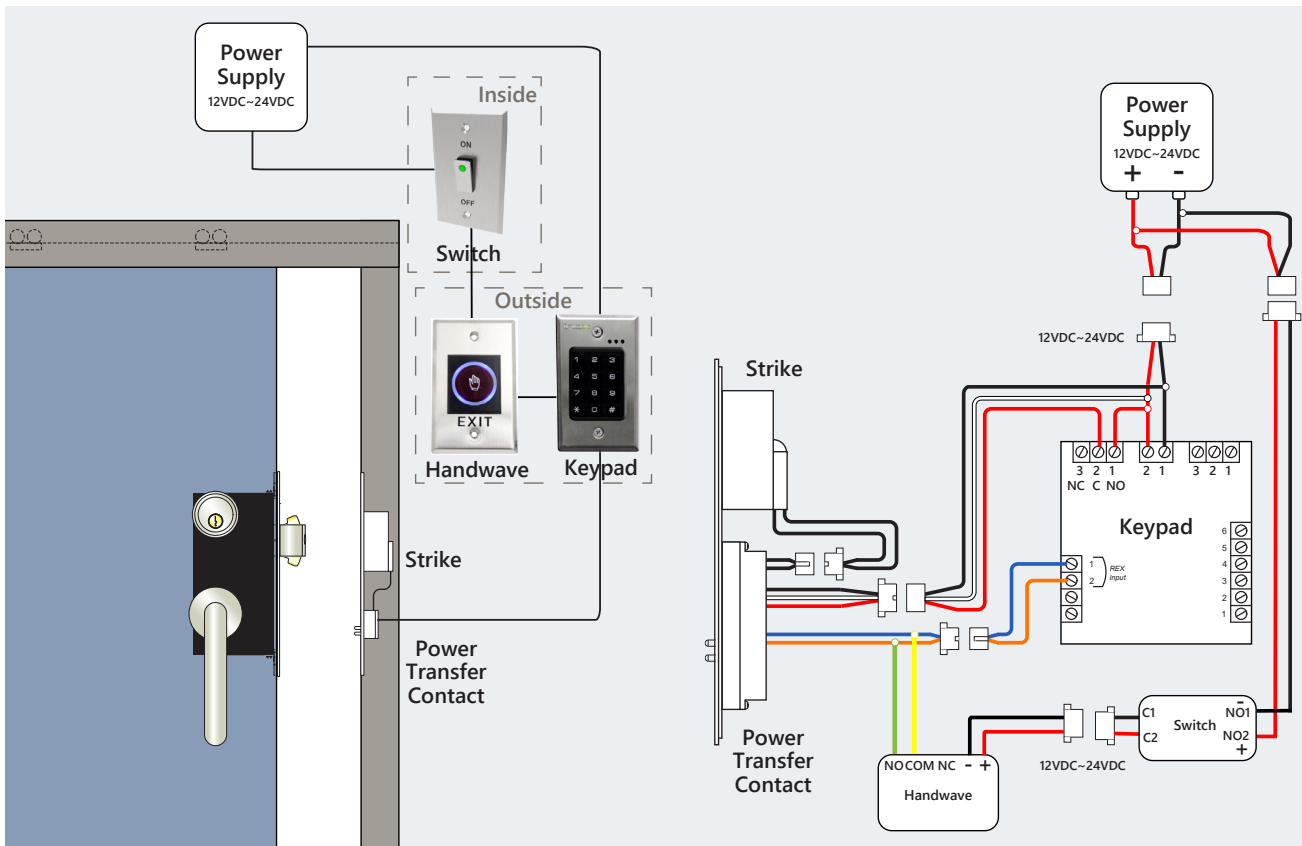 Power
Supply
12VDC~24VDC
Inside
ON
OFF
Switch
Outside
EXIT
Handwave
1 2 3
4 5 6
7 8 9
* 0 #
Keypad
Strike
Power
Transfer
Contact
Power
Supply
12VDC~24VDC
+ -
12VDC~24VDC
Strike
3 2 1 2 1 3 2 1
NC C NO
Keypad
6
5
4
3
2
1
1
2
REX
Input
Power
Transfer
Contact
NO COM NC - +
Handwave
12VDC~24VDC
C1
C2
Switch
-
NO1
NO2
+